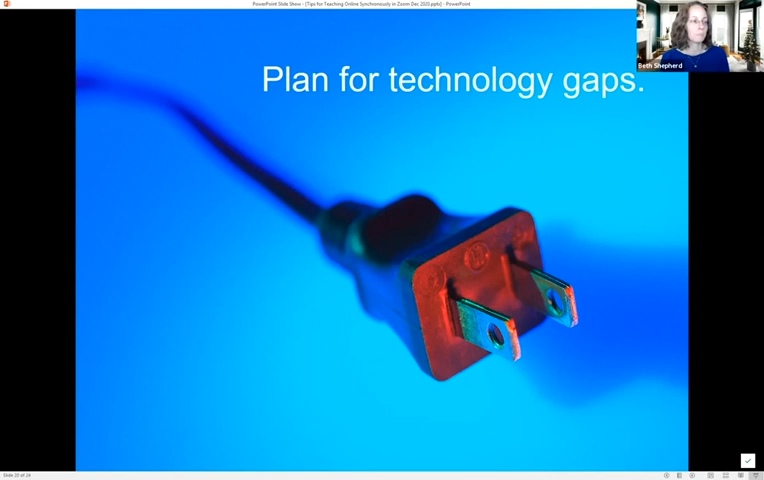 PowerPoint Slide Show - [Tips for Teaching Online Synchronously in Zoom Dec 2020.pptx] - PowerPoint
Beth Shepherd
Plan for technology gaps.
Slide 20 of 24